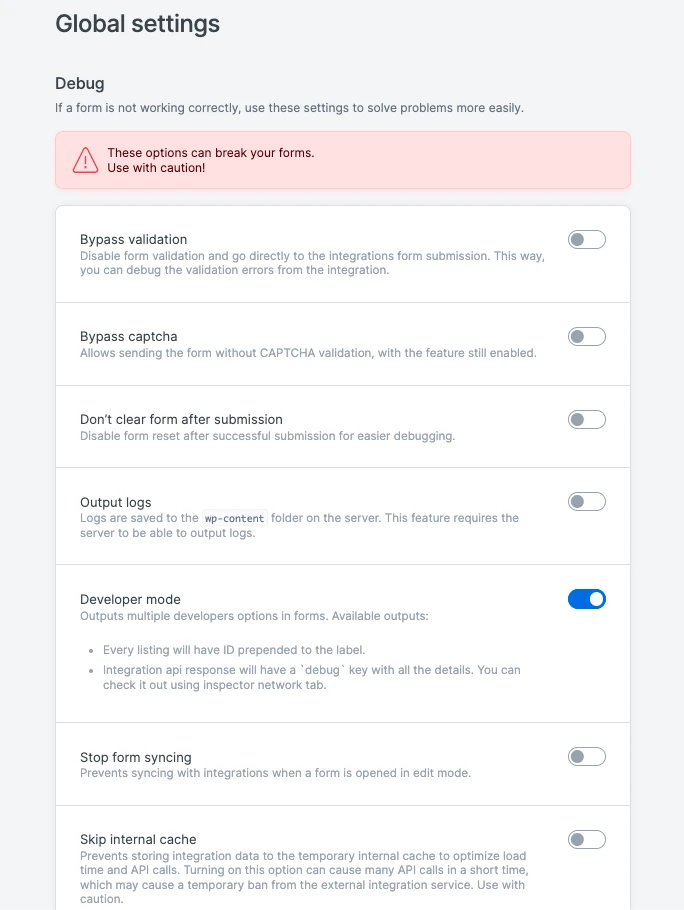 Global settings
Debug
If a form is not working correctly, use these settings to solve problems more easily.
These options can break your forms.
Use with caution!
Bypass validation
Disable form validation and go directly to the integrations form submission. This way,
you can debug the validation errors from the integration.
Bypass captcha
Allows sending the form without CAPTCHA validation, with the feature still enabled.
Don’t clear form after submission
Disable form reset after successful submission for easier debugging.
Output logs
Logs are saved to the wp-content folder on the server. This feature requires the
server to be able to output logs.
Developer mode
Outputs multiple developers options in forms. Available outputs:
• Every listing will have ID prepended to the label.
• Integration api response will have a `debug` key with all the details. You can
check it out using inspector network tab.
Stop form syncing
Prevents syncing with integrations when a form is opened in edit mode.
Skip internal cache
Prevents storing integration data to the temporary internal cache to optimize load
time and API calls. Turning on this option can cause many API calls in a short time,
which may cause a temporary ban from the external integration service. Use with
caution.